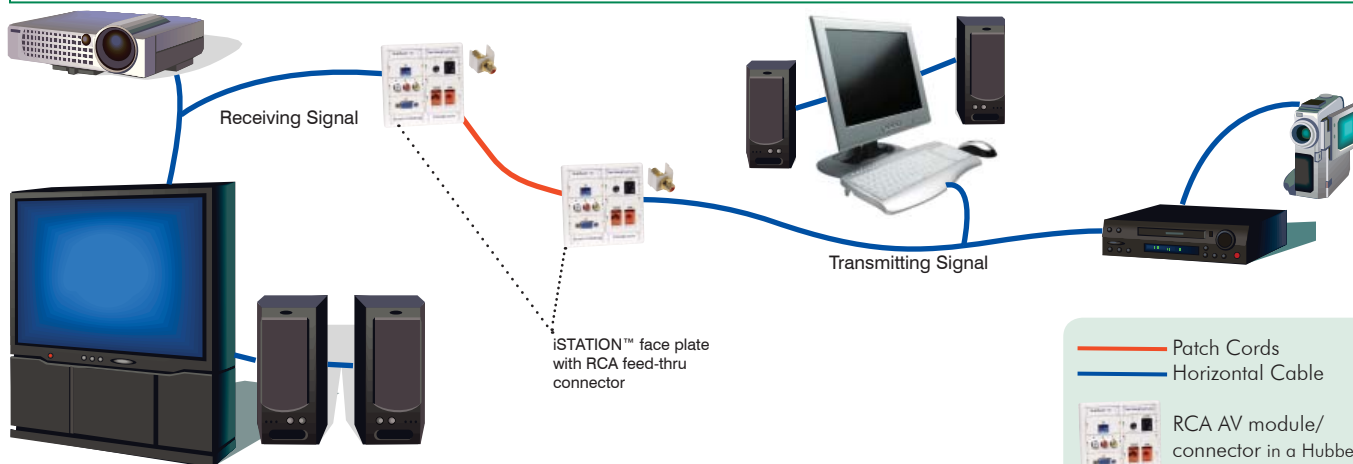 Receiving Signal
Transmitting Signal
iSTATION™ face plate
with RCA feed-thru
connector
Patch Cords
Horizontal Cable
RCA AV module/
connector in a Hubbe